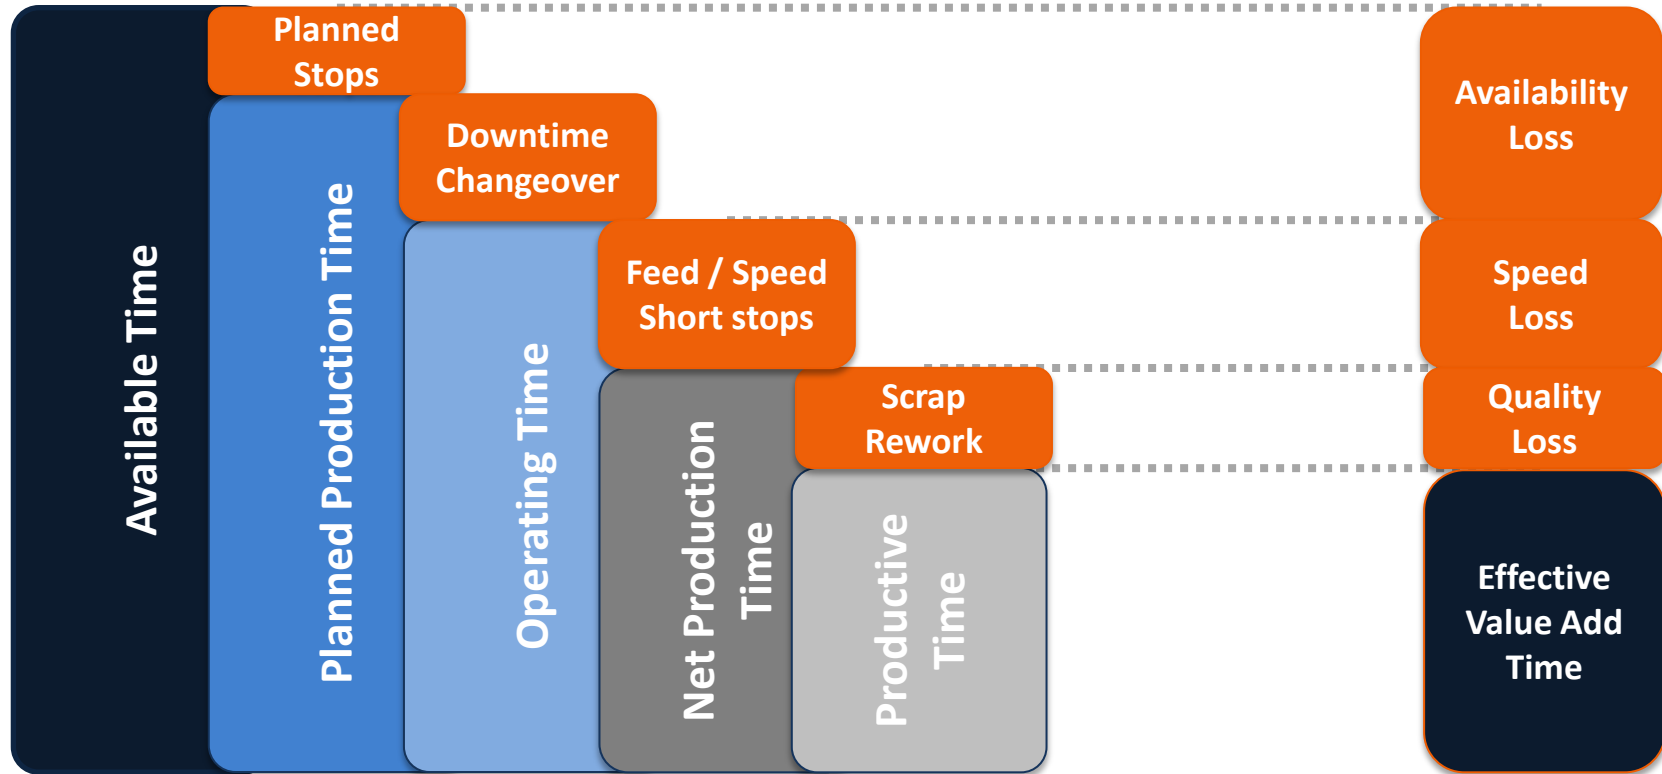 Planned
Stops
Availability
Loss
Downtime
Changeover
Available Time
Planned Production Time
Operating Time
Feed / Speed
Short stops
Speed
Loss
Net Production
Time
Scrap
Rework
Quality
Loss
Productive
Time
Effective
Value Add
Time